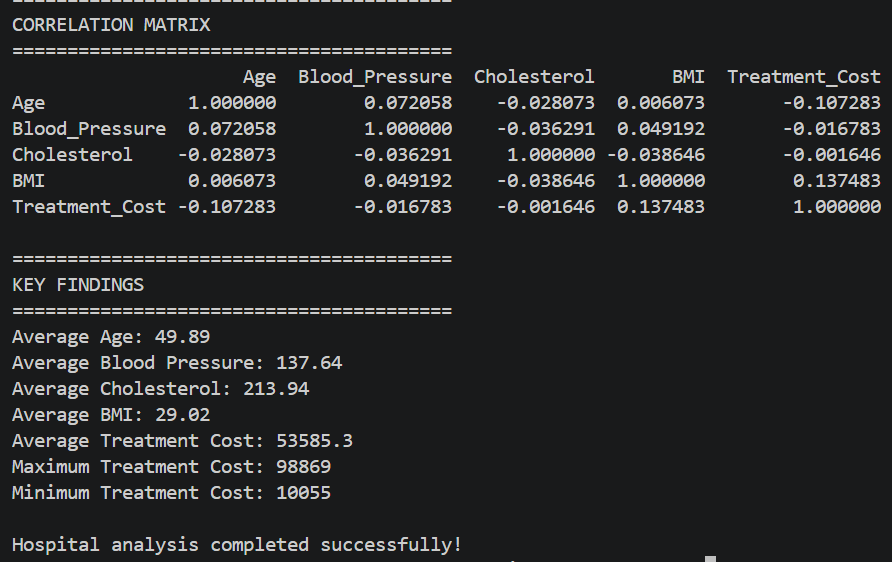 ========================================
CORRELATION MATRIX
========================================
                     Age  Blood_Pressure  Cholesterol       BMI  Treatment_Cost
Age             1.000000        0.072058    -0.028073  0.006073       -0.107283
Blood_Pressure  0.072058        1.000000    -0.036291  0.049192       -0.016783
Cholesterol    -0.028073       -0.036291     1.000000 -0.038646       -0.001646
BMI             0.006073        0.049192    -0.038646  1.000000        0.137483
Treatment_Cost -0.107283       -0.016783    -0.001646  0.137483        1.000000

========================================
KEY FINDINGS
========================================
Average Age: 49.89
Average Blood Pressure: 137.64
Average Cholesterol: 213.94
Average BMI: 29.02
Average Treatment Cost: 53585.3
Maximum Treatment Cost: 98869
Minimum Treatment Cost: 10055

Hospital analysis completed successfully!